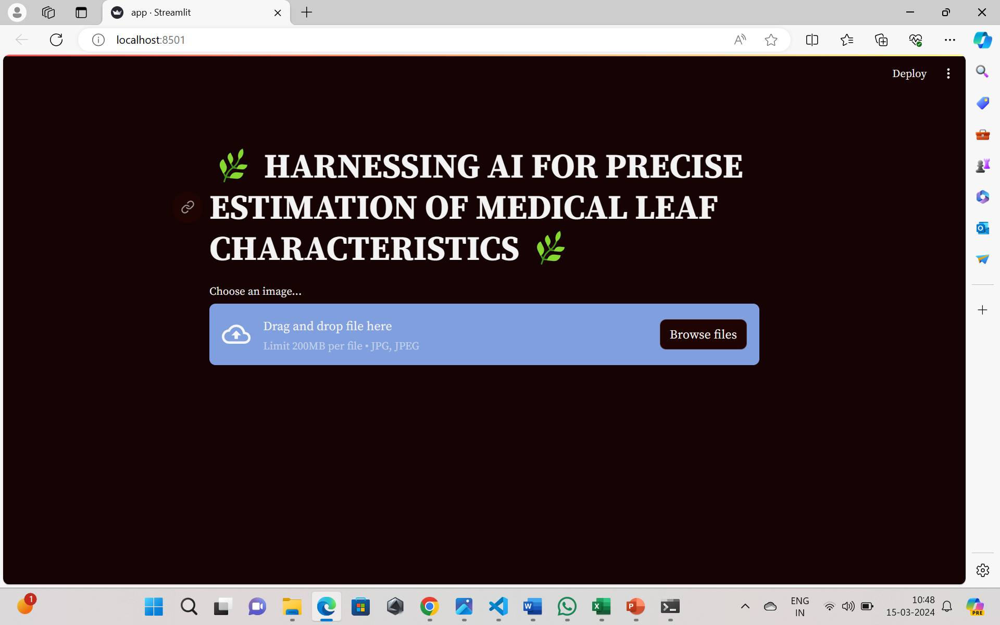 app · Streamlit
localhost:8501
Deploy
🌿 HARNESSING AI FOR PRECISE
ESTIMATION OF MEDICAL LEAF
CHARACTERISTICS 🌿
Choose an image...
Drag and drop file here
Limit 200MB per file • JPG, JPEG
Browse files
1
ENG
IN
10:48
15-03-2024
PRE